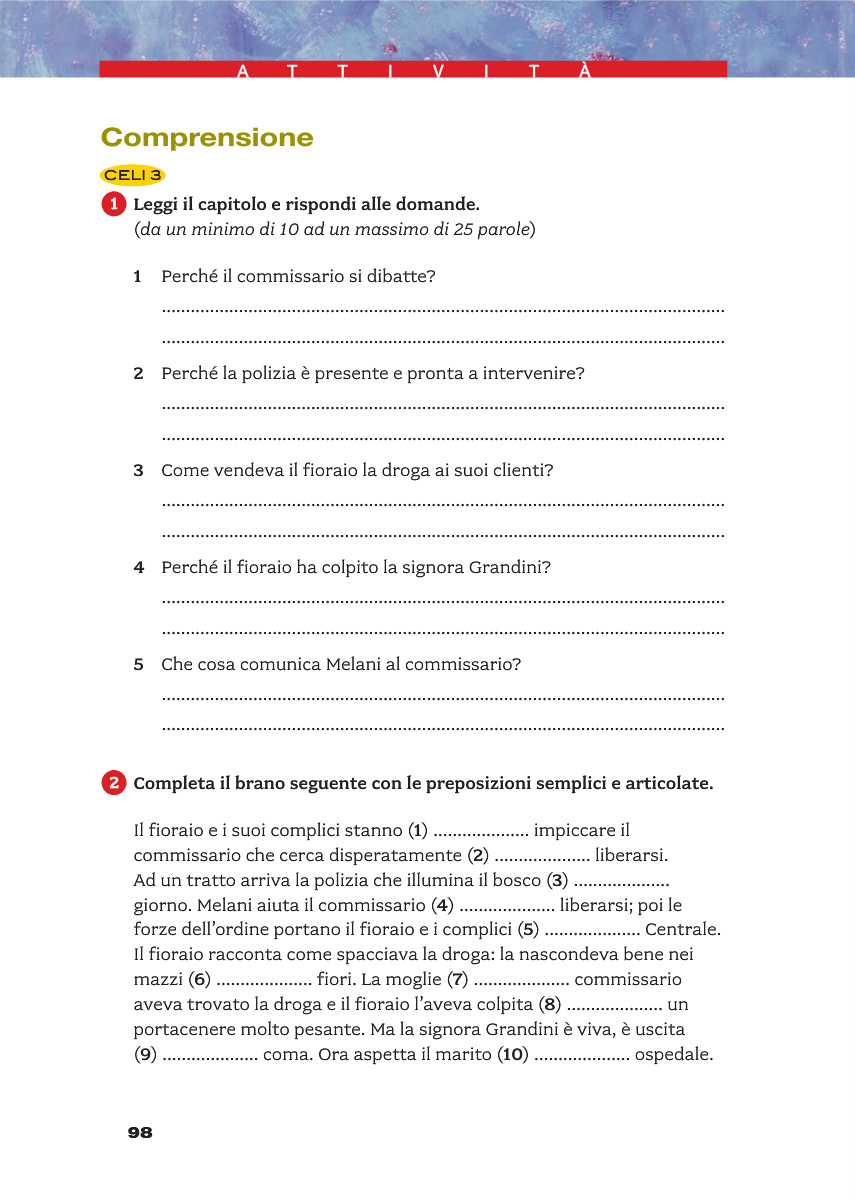 ATTIVITÀ
Comprensione
CELI 3
1 Leggi il capitolo e rispondi alle domande.
(da un minimo di 10 ad un massimo di 25 parole)
1 Perché il commissario si dibatte?
....................................................................................................................
....................................................................................................................
2 Perché la polizia è presente e pronta a intervenire?
....................................................................................................................
....................................................................................................................
3 Come vendeva il fioraio la droga ai suoi clienti?
....................................................................................................................
....................................................................................................................
4 Perché il fioraio ha colpito la signora Grandini?
....................................................................................................................
....................................................................................................................
5 Che cosa comunica Melani al commissario?
....................................................................................................................
....................................................................................................................
2 Completa il brano seguente con le preposizioni semplici e articolate.
Il fioraio e i suoi complici stanno (1) .................... impiccare il
commissario che cerca disperatamente (2) .................... liberarsi.
Ad un tratto arriva la polizia che illumina il bosco (3) ....................
giorno. Melani aiuta il commissario (4) .................... liberarsi; poi le
forze dell'ordine portano il fioraio e i complici (5) .................... Centrale.
Il fioraio racconta come spacciava la droga: la nascondeva bene nei
mazzi (6) .................... fiori. La moglie (7) .................... commissario
aveva trovato la droga e il fioraio l'aveva colpita (8) .................... un
portacenere molto pesante. Ma la signora Grandini è viva, è uscita
(9) .................... coma. Ora aspetta il marito (10) .................... ospedale.
98